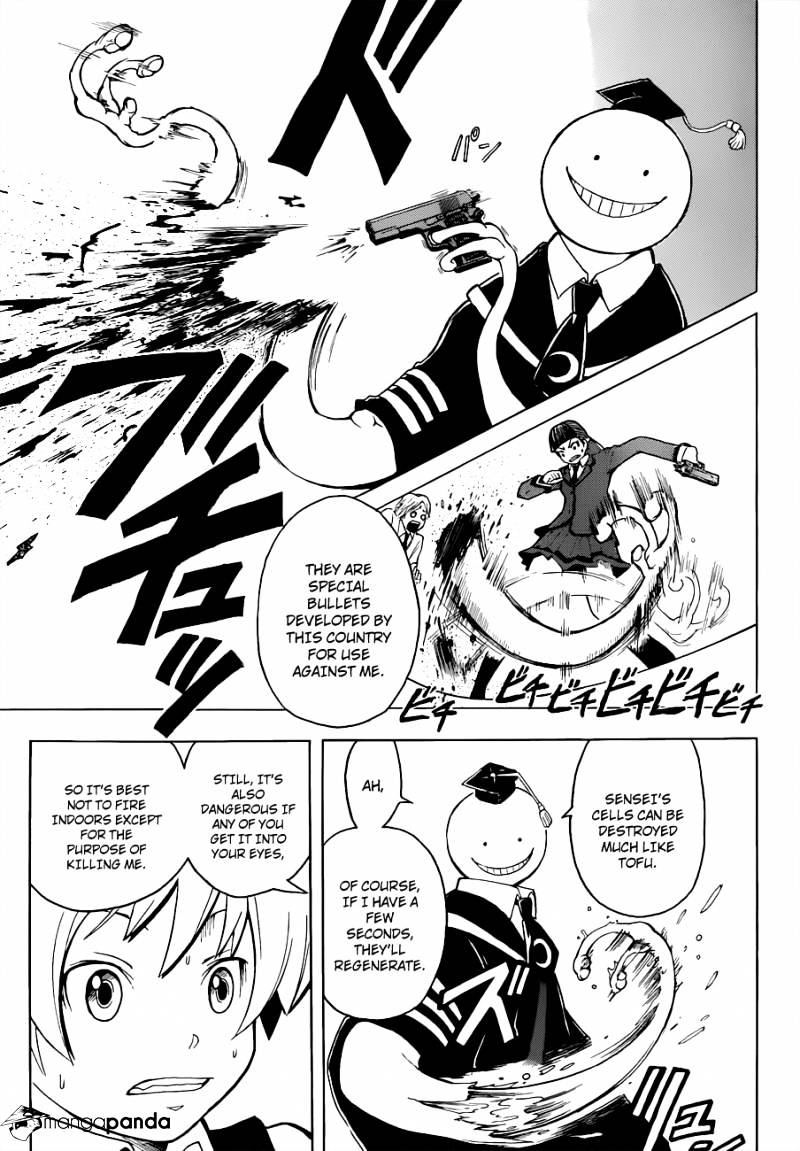 ズ
パン
ブチュッ
THEY ARE
SPECIAL
BULLETS
DEVELOPED BY
THIS COUNTRY
FOR USE
AGAINST ME.
ビチ
ビチ
ビチ
ビチ
ビチ
ビチ
SENSEI'S
CELLS CAN BE
DESTROYED
MUCH LIKE
TOFU.
AH,
OF COURSE,
IF I HAVE A
FEW
SECONDS,
THEY'LL
REGENERATE.
ズ
STILL, IT'S
ALSO
DANGEROUS IF
ANY OF YOU
GET IT INTO
YOUR EYES,
SO IT'S BEST
NOT TO FIRE
INDOORS EXCEPT
FOR THE
PURPOSE OF
KILLING ME.
mangapanda